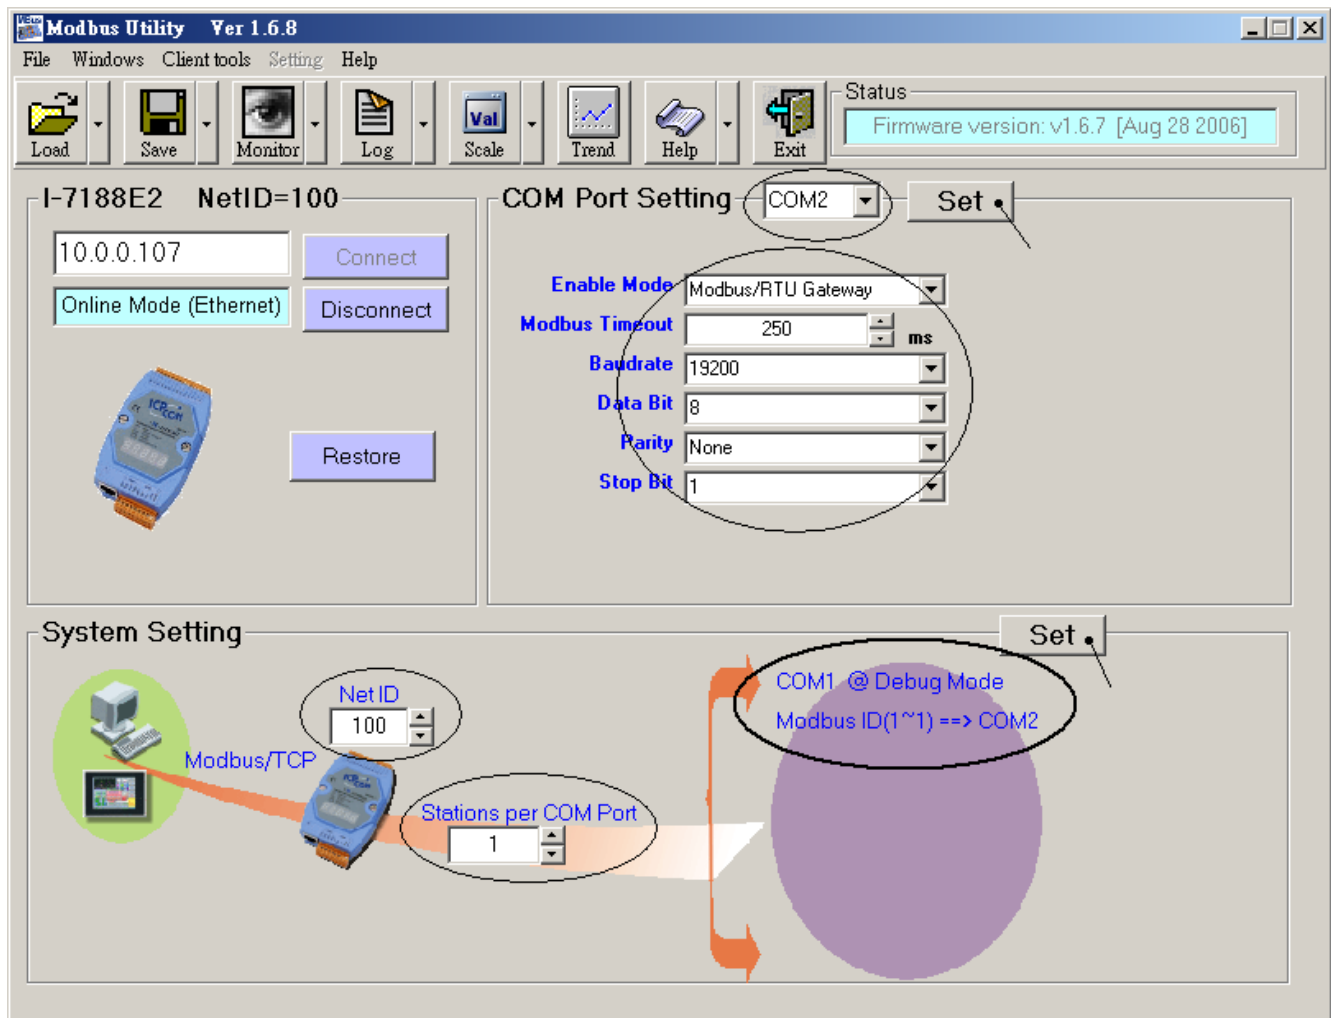 Modbus Utility Ver 1.6.8
File Windows Client tools Setting Help
Load Save Monitor Log Val Scale Trend Help Exit
Status
Firmware version: v1.6.7 [Aug 28 2006]
I-7188E2 NetID=100
10.0.0.107
Connect
Online Mode (Ethernet)
Disconnect
ICP CON
Restore
COM Port Setting COM2 Set
Enable Mode Modbus/RTU Gateway
Modbus Timeout 250 ms
Baudrate 19200
Data Bit 8
Parity None
Stop Bit 1
System Setting
Set
Net ID
100
Modbus/TCP
Stations per COM Port
1
COM1 @ Debug Mode
Modbus ID(1~1) ==> COM2